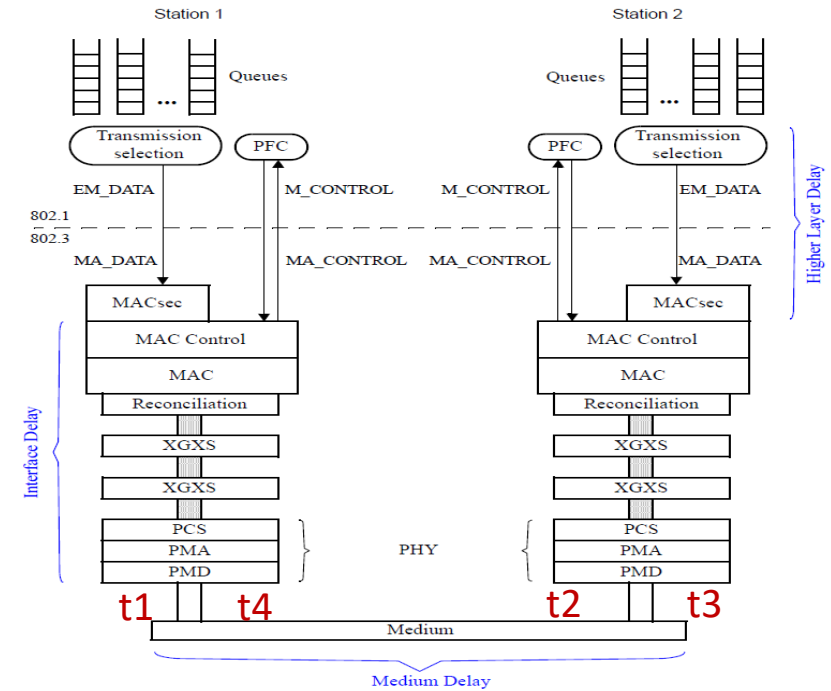 Station 1
Station 2
Queues
Queues
...
...
Transmission selection
PFC
PFC
Transmission selection
EM_DATA
M_CONTROL
M_CONTROL
EM_DATA
802.1
802.3
MA_DATA
MA_CONTROL
MA_CONTROL
MA_DATA
Higher Layer Delay
MACsec
MACsec
MAC Control
MAC Control
MAC
MAC
Reconciliation
Reconciliation
Interface Delay
XGXS
XGXS
XGXS
XGXS
PCS
PCS
PMA
PHY
PMA
PMD
PMD
t1
t4
t2
t3
Medium
Medium Delay